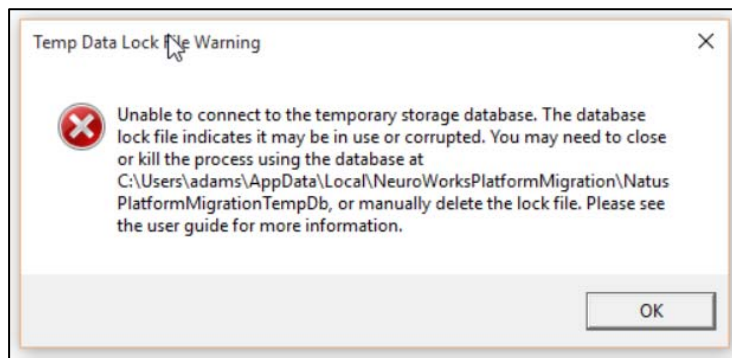 Temp Data Lock File Warning
Unable to connect to the temporary storage database. The database
lock file indicates it may be in use or corrupted. You may need to close
or kill the process using the database at
C:\Users\adams\AppData\Local\NeuroWorksPlatformMigration\Natus
PlatformMigrationTempDb, or manually delete the lock file. Please see
the user guide for more information.
OK